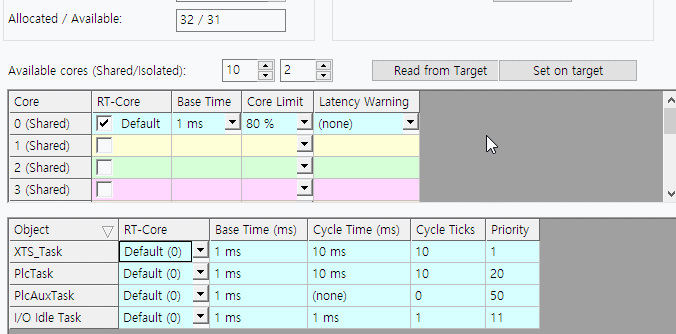 Allocated / Available: 32 / 31
Available cores (Shared/Isolated): 10 2 Read from Target Set on target
Core RT-Core Base Time Core Limit Latency Warning
0 (Shared) Default 1 ms 80 % (none)
1 (Shared)
2 (Shared)
3 (Shared)
Object RT-Core Base Time (ms) Cycle Time (ms) Cycle Ticks Priority
XTS_Task Default (0) 1 ms 10 ms 10 1
PlcTask Default (0) 1 ms 10 ms 10 20
PlcAuxTask Default (0) 1 ms (none) 0 50
I/O Idle Task Default (0) 1 ms 1 ms 1 11